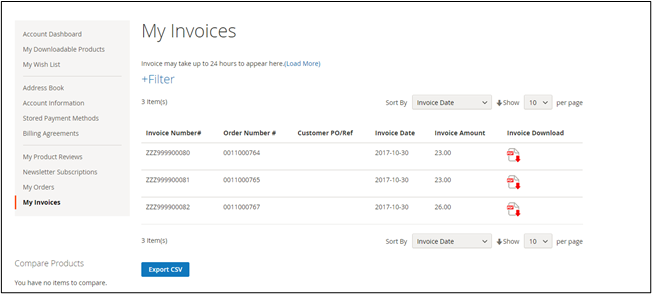 Account Dashboard
My Downloadable Products
My Wish List
Address Book
Account Information
Stored Payment Methods
Billing Agreements
My Product Reviews
Newsletter Subscriptions
My Orders
My Invoices
Compare Products
You have no items to compare.
My Invoices
Invoice may take up to 24 hours to appear here.(Load More)
+Filter
3 Item(s) Sort By Invoice Date Show 10 per page
Invoice Number# Order Number # Customer PO/Ref Invoice Date Invoice Amount Invoice Download
ZZZ999900080 0011000764 2017-10-30 23.00
ZZZ999900081 0011000765 2017-10-30 23.00
ZZZ999900082 0011000767 2017-10-30 26.00
3 Item(s) Sort By Invoice Date Show 10 per page
Export CSV